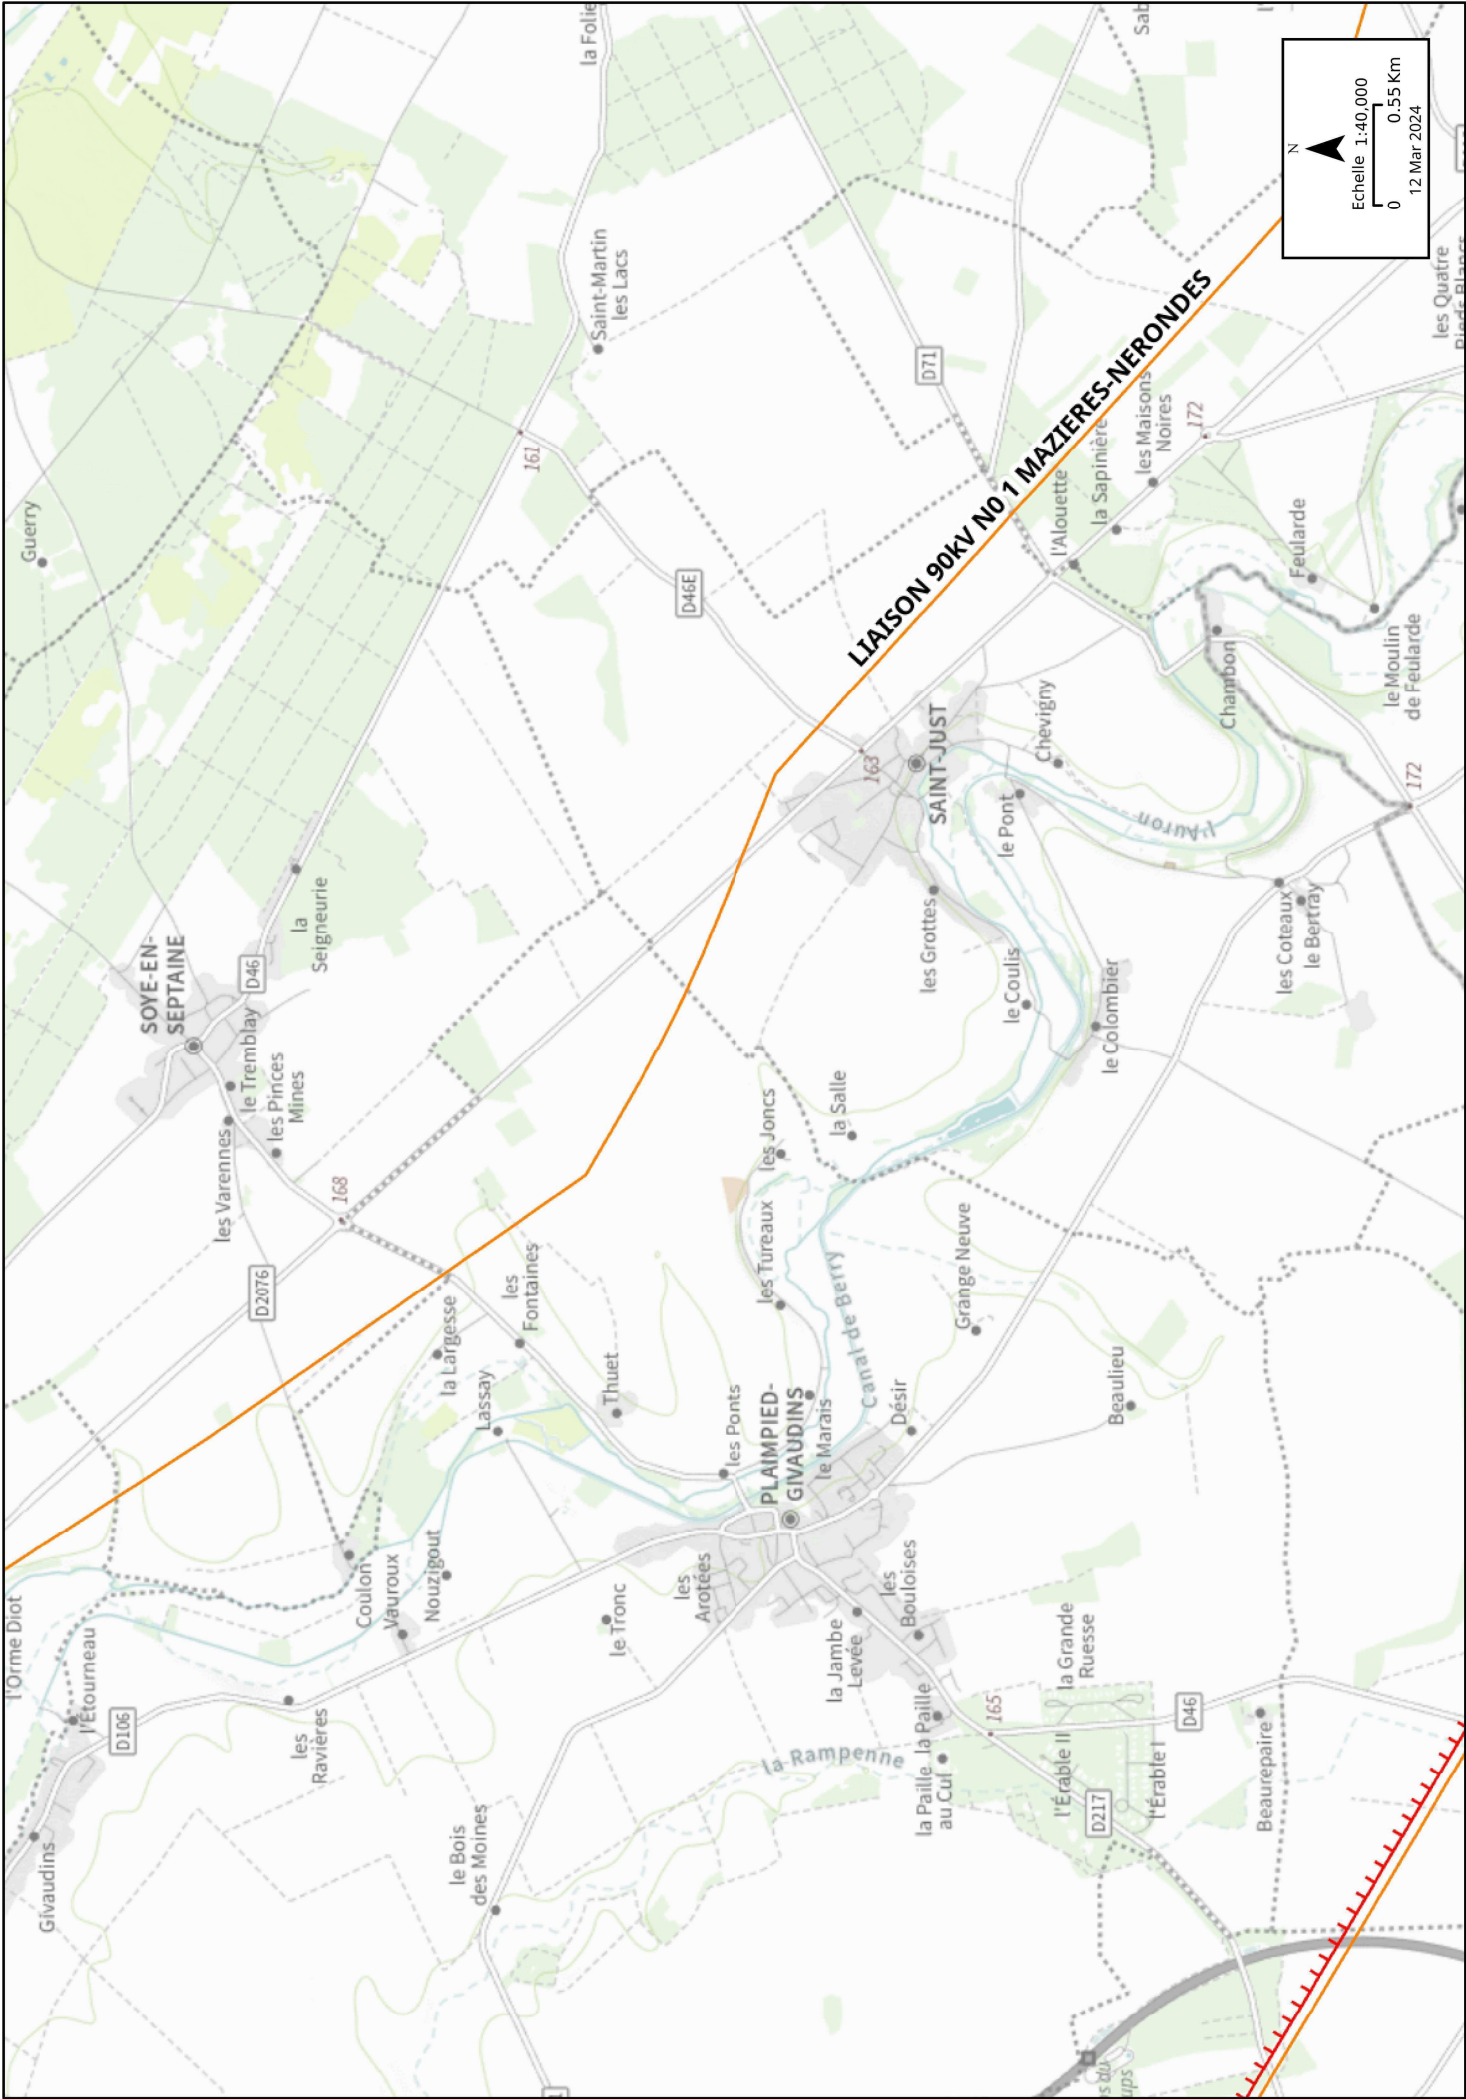 l'Orme Diot
l'Étourneau
Givaudins
D106
les
Ravières
Coulon
Vauroux
Nouzigout
le Bois
des Moines
le Tronc
les
Arotées
la Largesse
Lassay
les
Fontaines
Thuet
les Ponts
PLAIMPIED-
GIVAUDINS
le Marais
Désir
D2076
168
les Varennes
le Tremblay
les Pinces
Mines
SOYE-EN-
SEPTAINE
D46
la
Seigneurie
Guerry
la Folie
161
Saint-Martin
les Lacs
D46E
D71
LIAISON 90kV N0 1 MAZIERES-NERONDES
les Joncs
la Salle
les Tureaux
Canal de Berry
Grange Neuve
Beaulieu
la Jambe
Levée
les
Bouloises
la Paille
la Paille
au Cul
165
la Rampenne
la Grande
Ruesse
l'Érable II
l'Érable I
D217
D46
Beaurepaire
163
SAINT-JUST
Chevigny
le Pont
les Grottes
le Coulis
le Colombier
l'Auron
les Coteaux
le Bertray
Chambon
172
le Moulin
de Feularde
Feularde
l'Alouette
la Sapinière
les Maisons
Noires
172
les Quatre
Pieds Blancs
Sab
N
Echelle 1:40,000
0 0.55 Km
12 Mar 2024